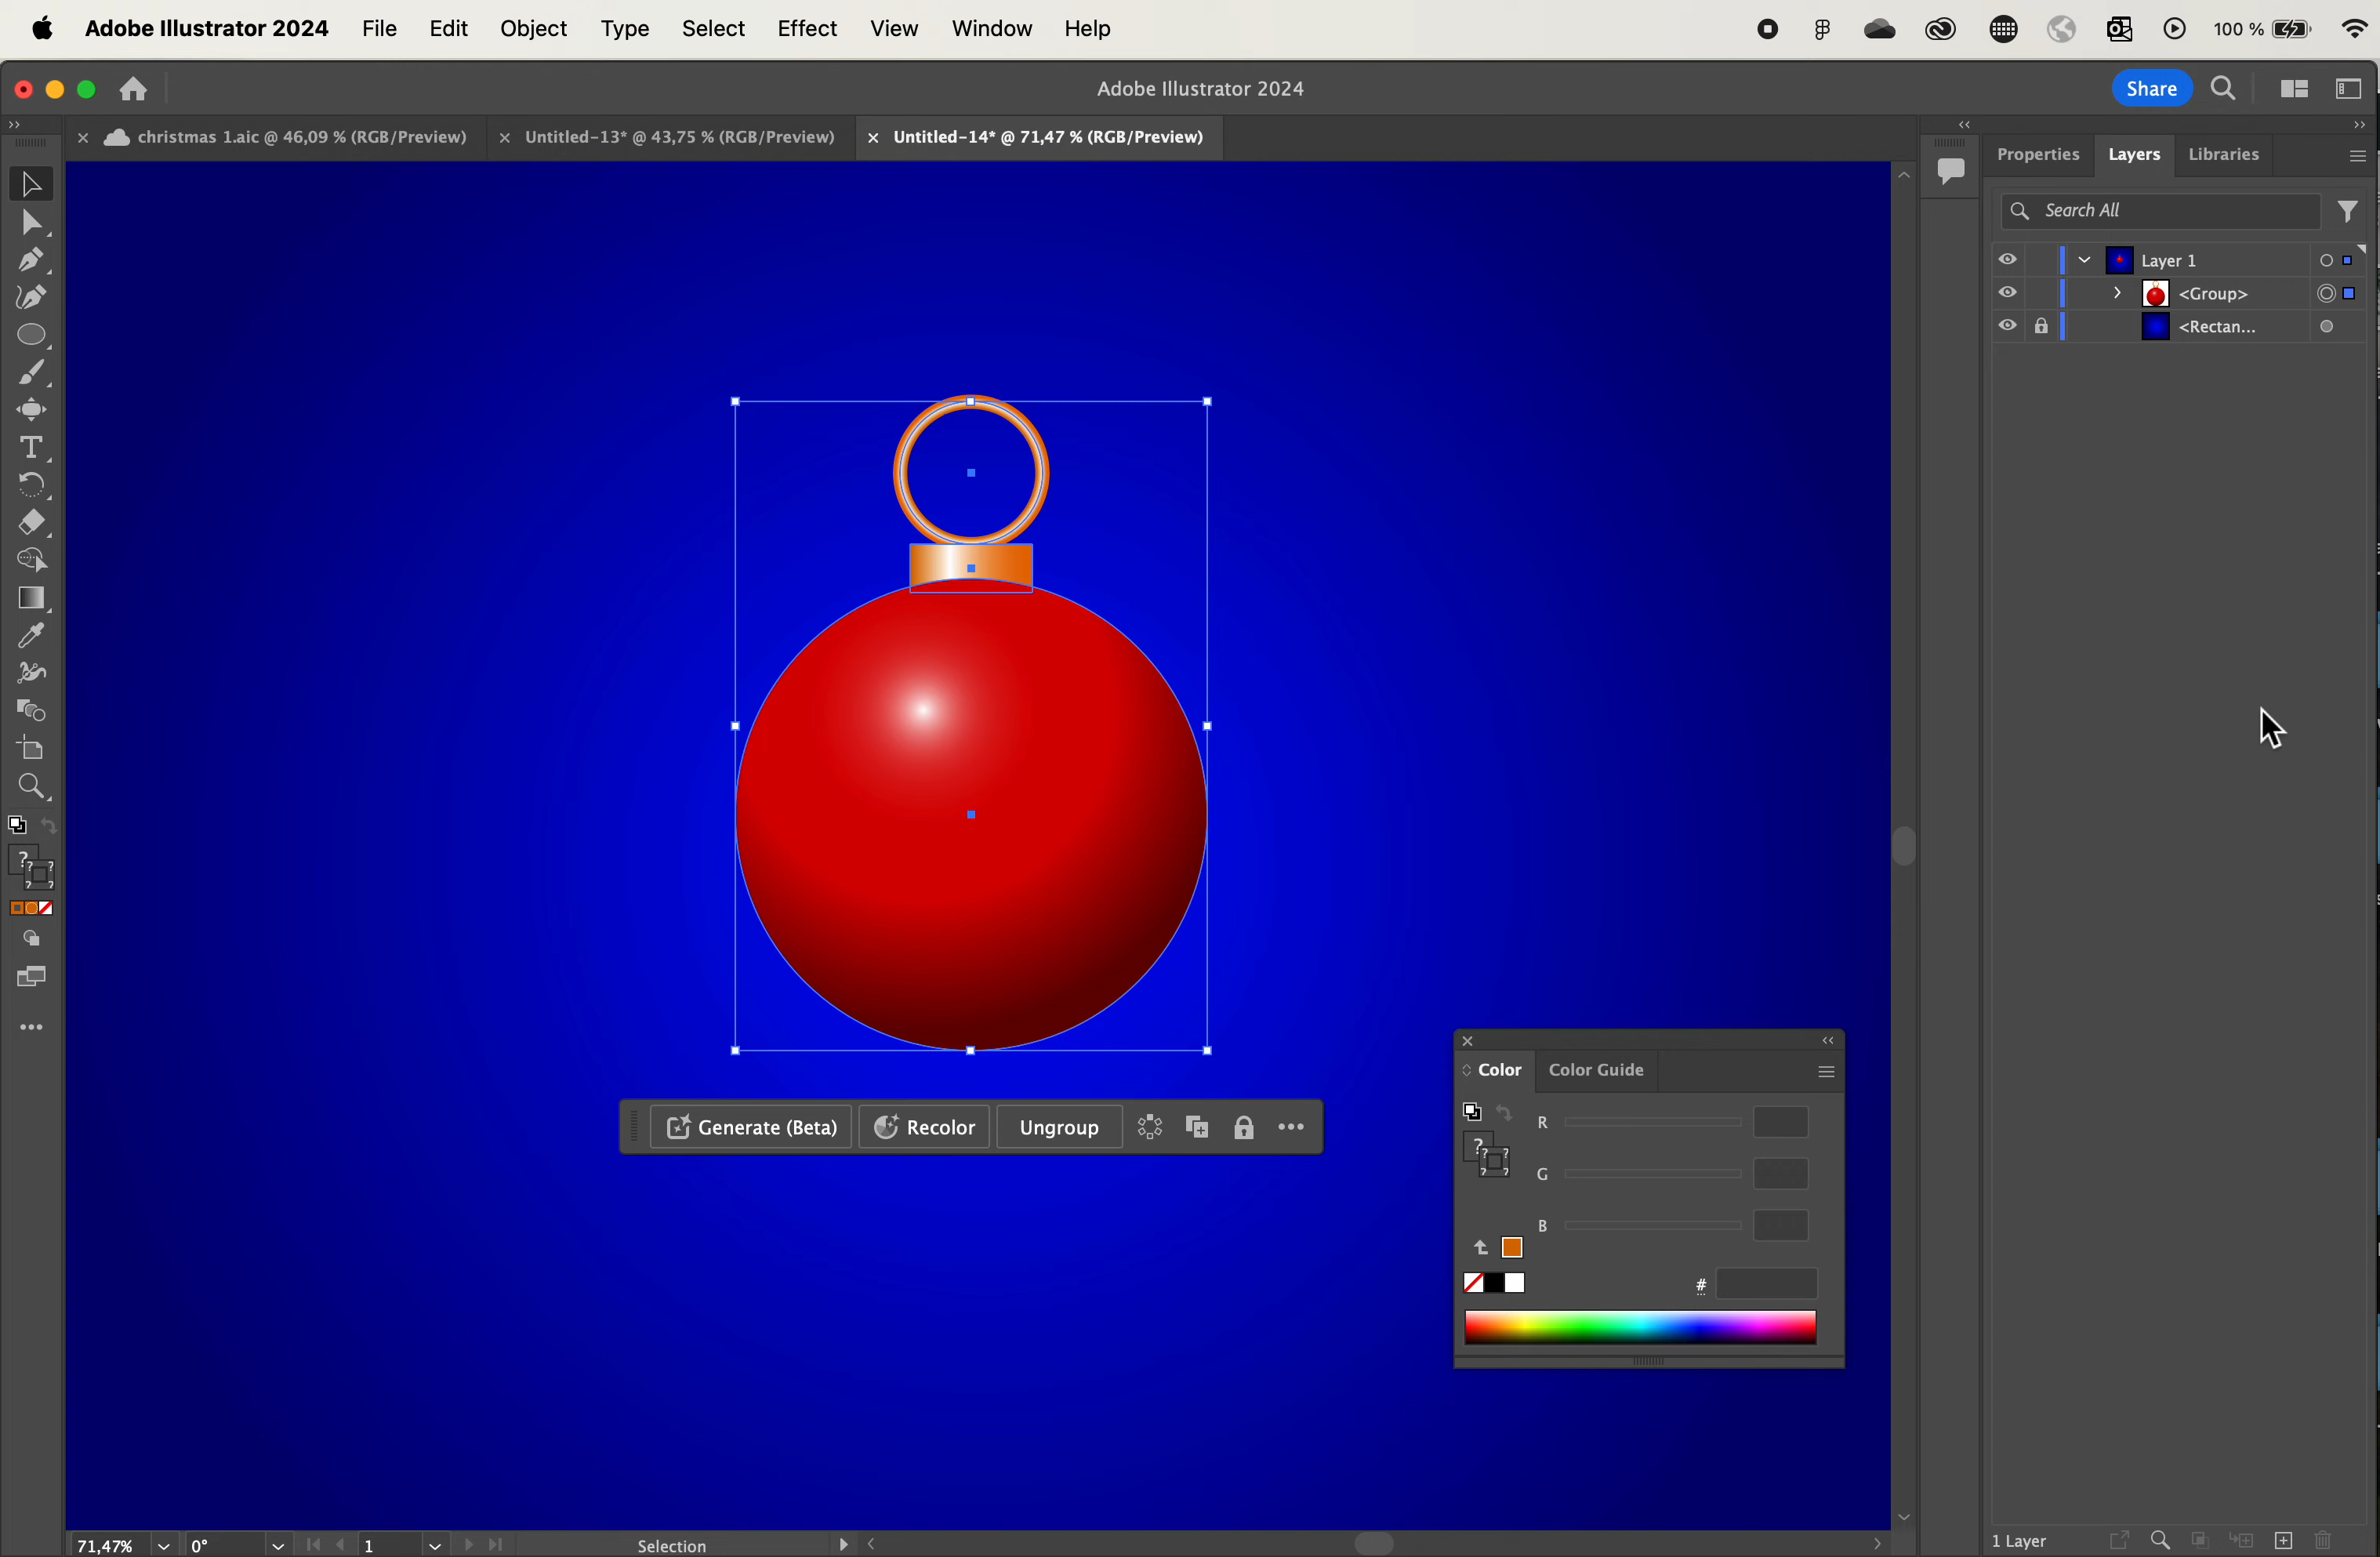 Adobe Illustrator 2024 File Edit Object Type Select Effect View Window Help 100 %
Adobe Illustrator 2024 Share
christmas 1.aic @ 46,09 % (RGB/Preview) Untitled-13* @ 43,75 % (RGB/Preview) Untitled-14* @ 71,47 % (RGB/Preview)
Properties Layers Libraries
Search All
Layer 1
<Group>
<Rectan...
Color Color Guide
Generate (Beta) Recolor Ungroup
R
G
B
#
71,47% 0° 1 Selection
1 Layer